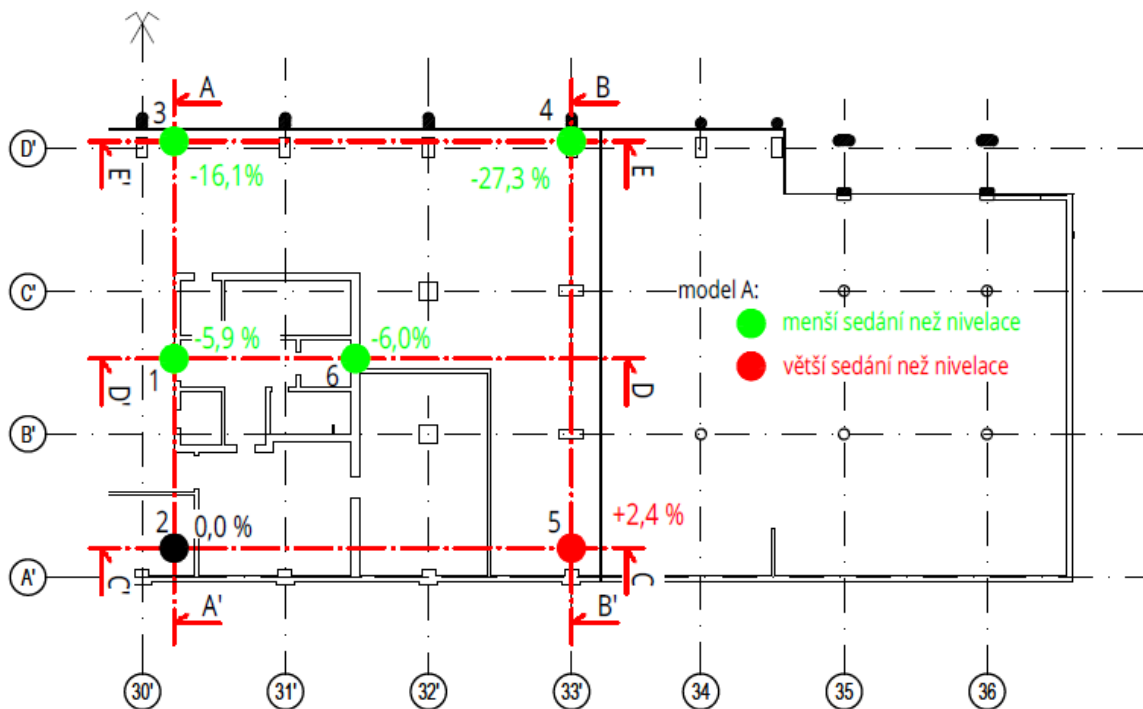 A
B
3
4
D'
-16,1%
-27,3 %
E'
E
C'
model A:
menší sedání než nivelace
-5,9 %
-6,0%
větší sedání než nivelace
1
6
D'
D
B'
2
0,0 %
5
+2,4 %
A'
C'
C
A'
B'
30'
31'
32'
33'
34
35
36